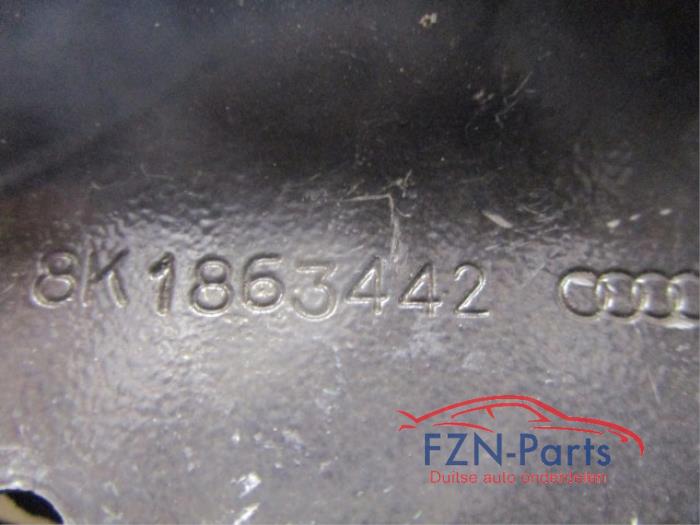 8K1863442
FZN-Parts
Duitse auto onderdelen